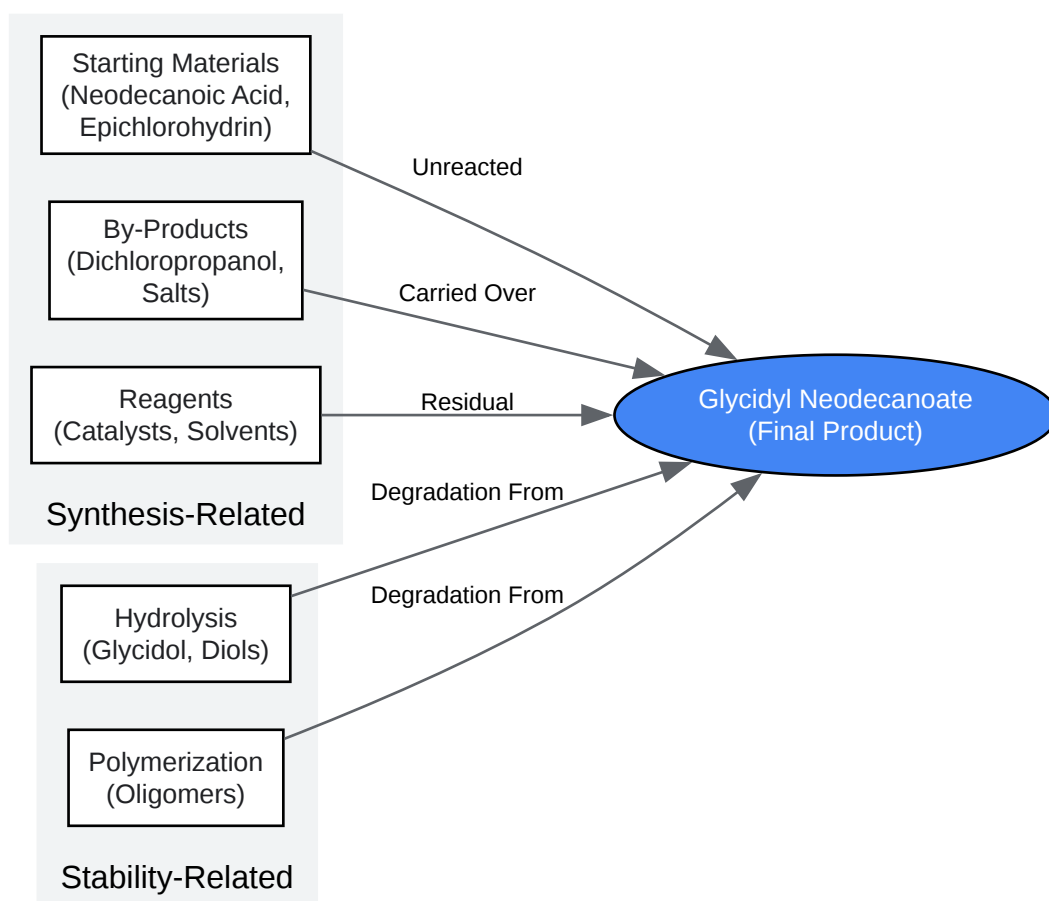 Starting Materials
(Neodecanoic Acid,
Epichlorohydrin)
Unreacted
By-Products
(Dichloropropanol,
Salts)
Carried Over
Reagents
(Catalysts, Solvents)
Residual
Glycidyl Neodecanoate
(Final Product)
Synthesis-Related
Degradation From
Hydrolysis
(Glycidol, Diols)
Degradation From
Polymerization
(Oligomers)
Stability-Related